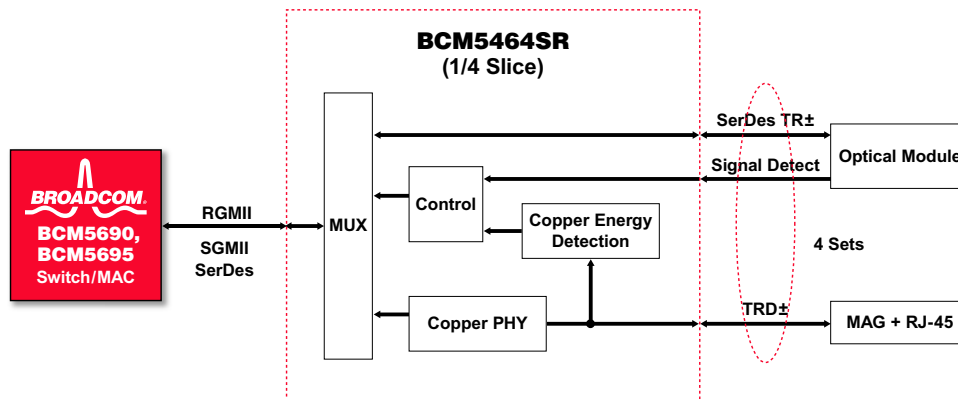 BCM5464SR
(1/4 Slice)
SerDes TR±
Optical Module
Signal Detect
BROADCOM®
BCM5690,
BCM5695
Switch/MAC
RGMII
SGMII
SerDes
MUX
Control
Copper Energy
Detection
4 Sets
Copper PHY
TRD±
MAG + RJ-45